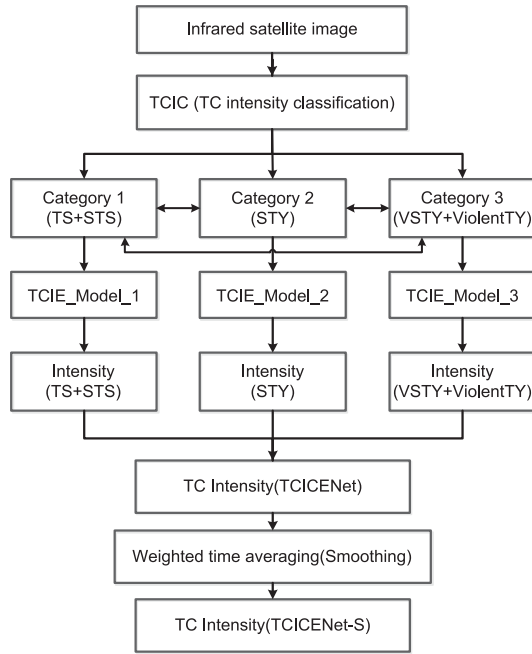 Infrared satellite image
TCIC (TC intensity classification)
Category 1
(TS+STS)
Category 2
(STY)
Category 3
(VSTY+ViolentTY)
TCIE_Model_1
TCIE_Model_2
TCIE_Model_3
Intensity
(TS+STS)
Intensity
(STY)
Intensity
(VSTY+ViolentTY)
TC Intensity(TCICENet)
Weighted time averaging(Smoothing)
TC Intensity(TCICENet-S)